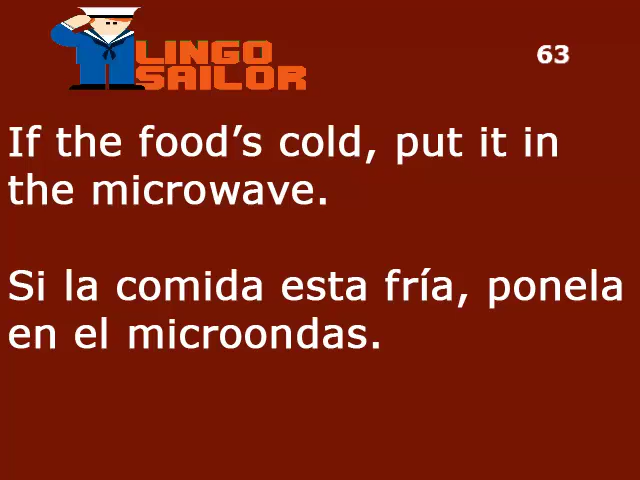 LINGO
SAILOR
63
If the food’s cold, put it in
the microwave.
Si la comida esta fría, ponela
en el microondas.